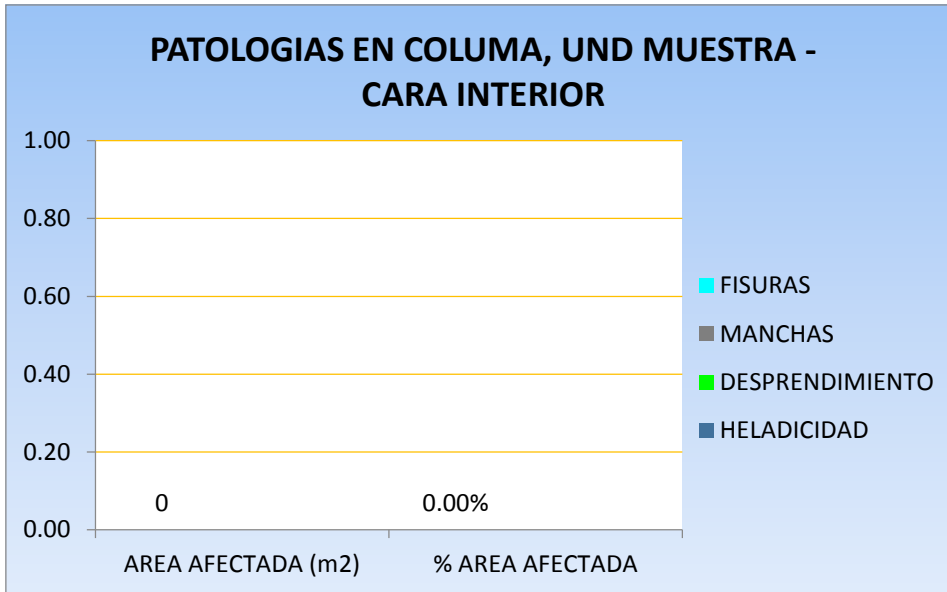 PATOLOGIAS EN COLUMA, UND MUESTRA -
CARA INTERIOR
1.00
0.80
0.60
0.40
0.20
0.00
0
0.00%
AREA AFECTADA (m2)
% AREA AFECTADA
FISURAS
MANCHAS
DESPRENDIMIENTO
HELADICIDAD